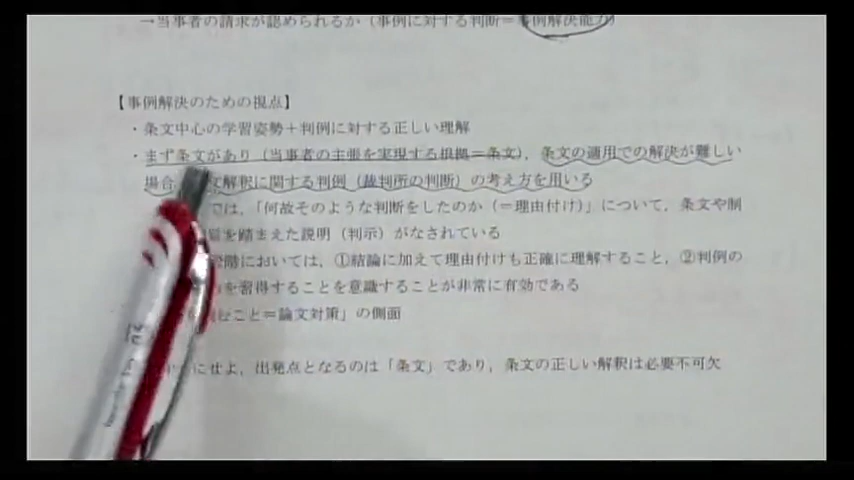 →当事者の請求が認められるか(事例に対する判断=事例解決能力)
【事例解決のための視点】
・条文中心の学習姿勢+判例に対する正しい理解
・まず条文があり(当事者の主張を実現する根拠=条文)，条文の適用での解決が難しい
場合 文解釈に関する判例(裁判所の判断)の考え方を用いる
では，「何故そのような判断をしたのか(=理由付け)」について，条文や制
を踏まえた説明(判示)がなされている
階においては，①結論に加えて理由付けも正確に理解すること，②判例の
を習得することを意識することが非常に有効である
こと=論文対策」の側面
にせよ，出発点となるのは「条文」であり，条文の正しい解釈は必要不可欠